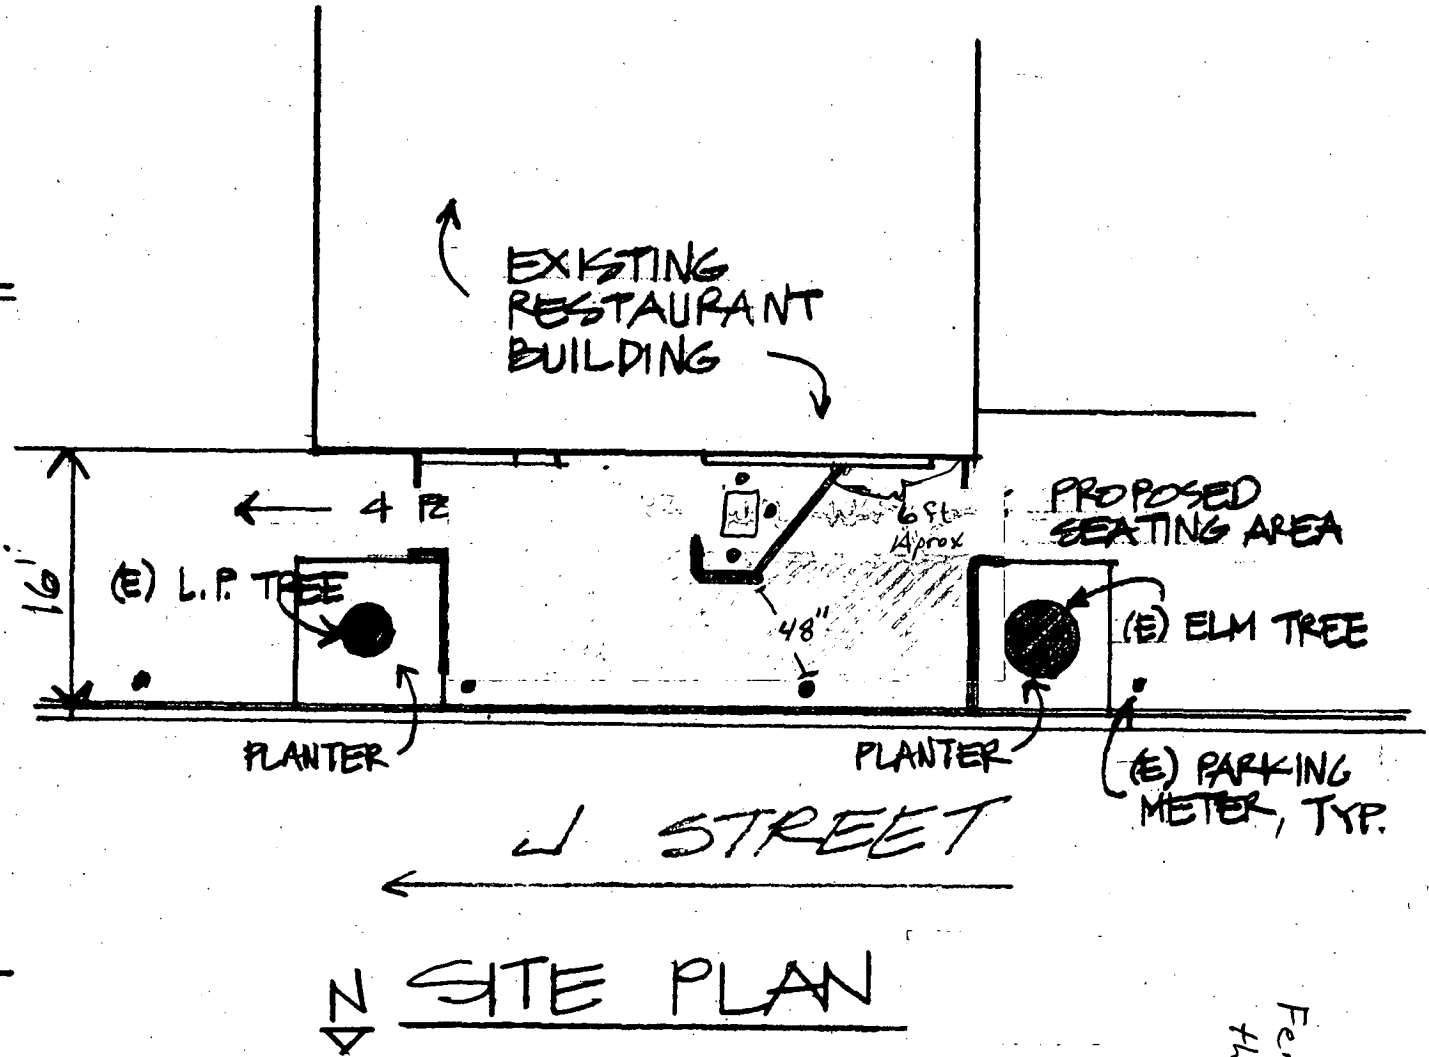 EXISTING
RESTAURANT
BUILDING
4
6 ft
Aprox
PROPOSED
SEATING AREA
16'
(E) L.P. TREE
48"
(E) ELM TREE
PLANTER
PLANTER
(E) PARKING
METER, TYP.
J STREET
N
SITE PLAN